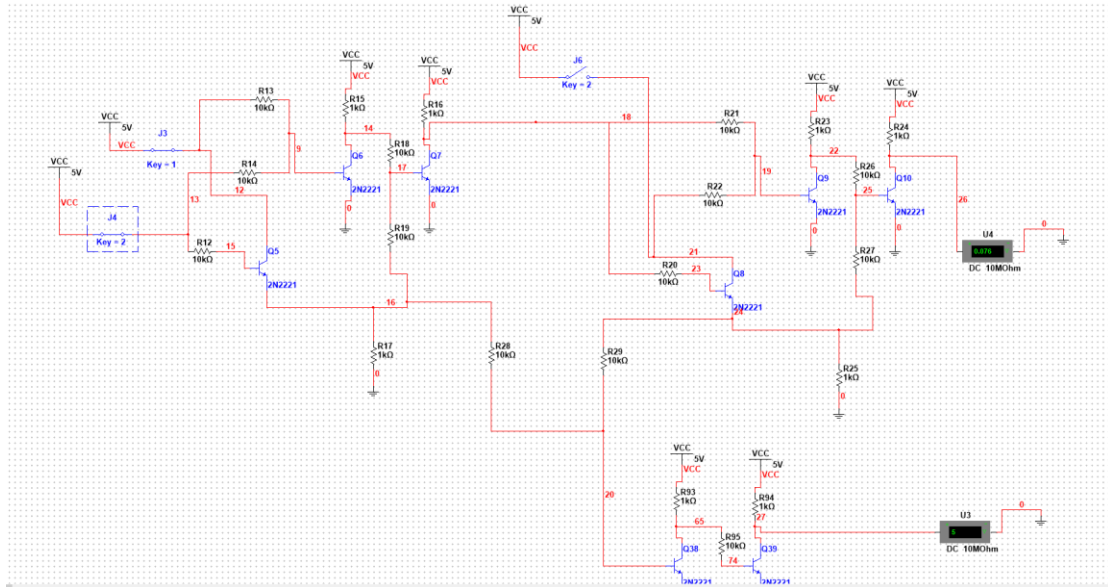 VCC
5V
VCC
J6
Key = 2
VCC
5V
VCC
R15
1kΩ
14
VCC
5V
VCC
R16
1kΩ
R13
10kΩ
VCC
5V
VCC
J3
Key = 1
9
R14
10kΩ
12
13
VCC
5V
VCC
J4
Key = 2
R12
10kΩ
15
Q5
2N2221
16
Q6
2N2221
0
R18
10kΩ
17
Q7
2N2221
0
R19
10kΩ
R17
1kΩ
0
R28
10kΩ
18
R21
10kΩ
R22
10kΩ
19
21
R20
10kΩ
23
Q8
2N2221
24
R29
10kΩ
VCC
5V
VCC
R23
1kΩ
22
VCC
5V
VCC
R24
1kΩ
Q9
2N2221
0
R26
10kΩ
25
Q10
2N2221
0
26
R27
10kΩ
R25
1kΩ
0
U4
0.076
DC 10MOhm
0
20
VCC
5V
VCC
R93
1kΩ
65
VCC
5V
VCC
R94
1kΩ
27
Q38
2N2221
R95
10kΩ
74
Q39
2N2221
U3
5
DC 10MOhm
0